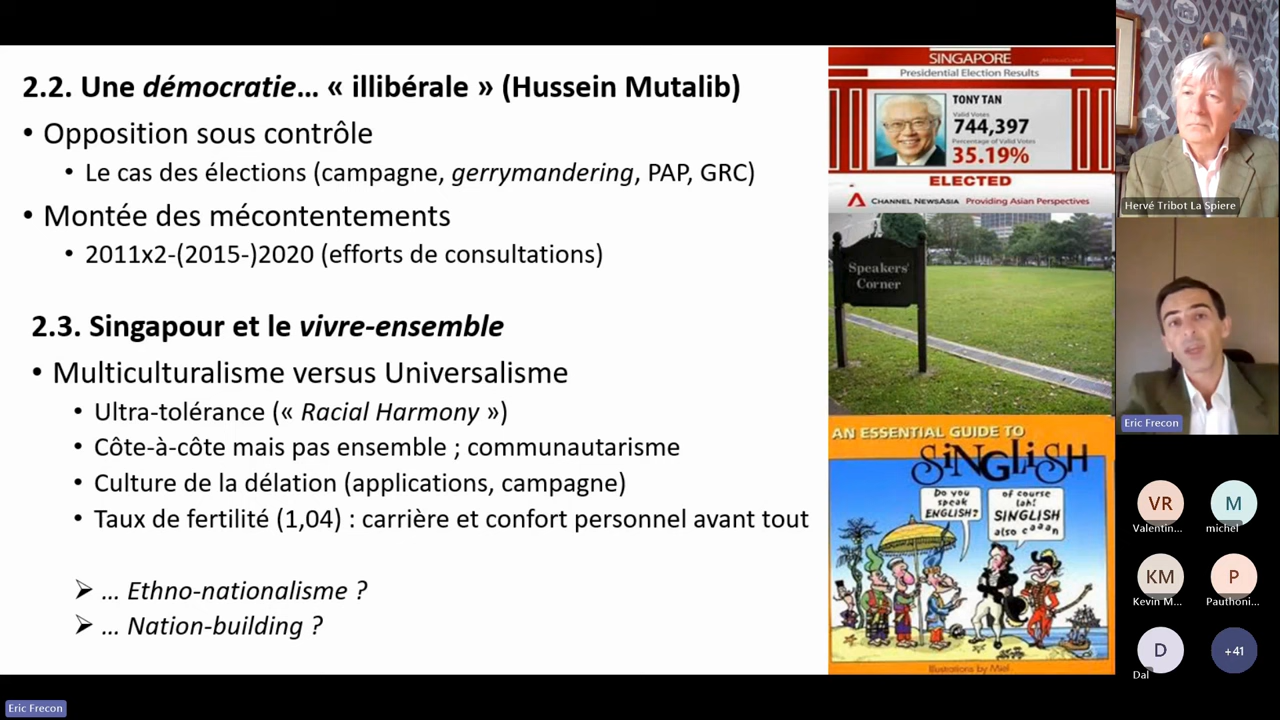 2.2. Une démocratie… « illibérale » (Hussein Mutalib)
• Opposition sous contrôle
• Le cas des élections (campagne, gerrymandering, PAP, GRC)
• Montée des mécontentements
• 2011x2-(2015-)2020 (efforts de consultations)
2.3. Singapour et le vivre-ensemble
• Multiculturalisme versus Universalisme
• Ultra-tolérance (« Racial Harmony »)
• Côte-à-côte mais pas ensemble ; communautarisme
• Culture de la délation (applications, campagne)
• Taux de fertilité (1,04) : carrière et confort personnel avant tout
➢ … Ethno-nationalisme ?
➢ … Nation-building ?
SINGAPORE
Presidential Election Results
TONY TAN
Valid Votes
744,397
Percentage of Valid Votes
35.19%
ELECTED
CHANNEL NEWSASIA Providing Asian Perspectives
Speakers'
Corner
AN ESSENTIAL GUIDE TO
SiNGLiSH
Do you
speak
ENGLISH?
of course
lah!
SINGLISH
also caaan
Illustrations by Miel
Hervé Tribot La Spiere
Eric Frecon
VR
Valentin...
M
michel
KM
Kevin M...
P
Pauthoni...
D
Dal
+41
Eric Frecon